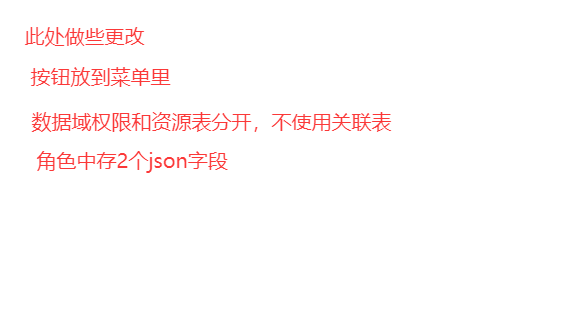 此处做些更改
按钮放到菜单里
数据域权限和资源表分开，不使用关联表
角色中存2个json字段